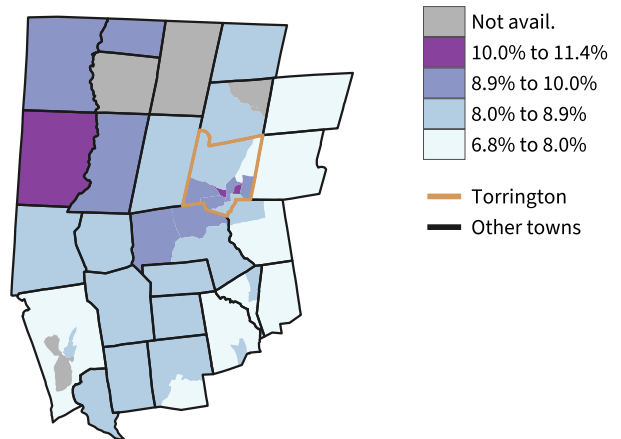 Not avail.
10.0% to 11.4%
8.9% to 10.0%
8.0% to 8.9%
6.8% to 8.0%
Torrington
Other towns